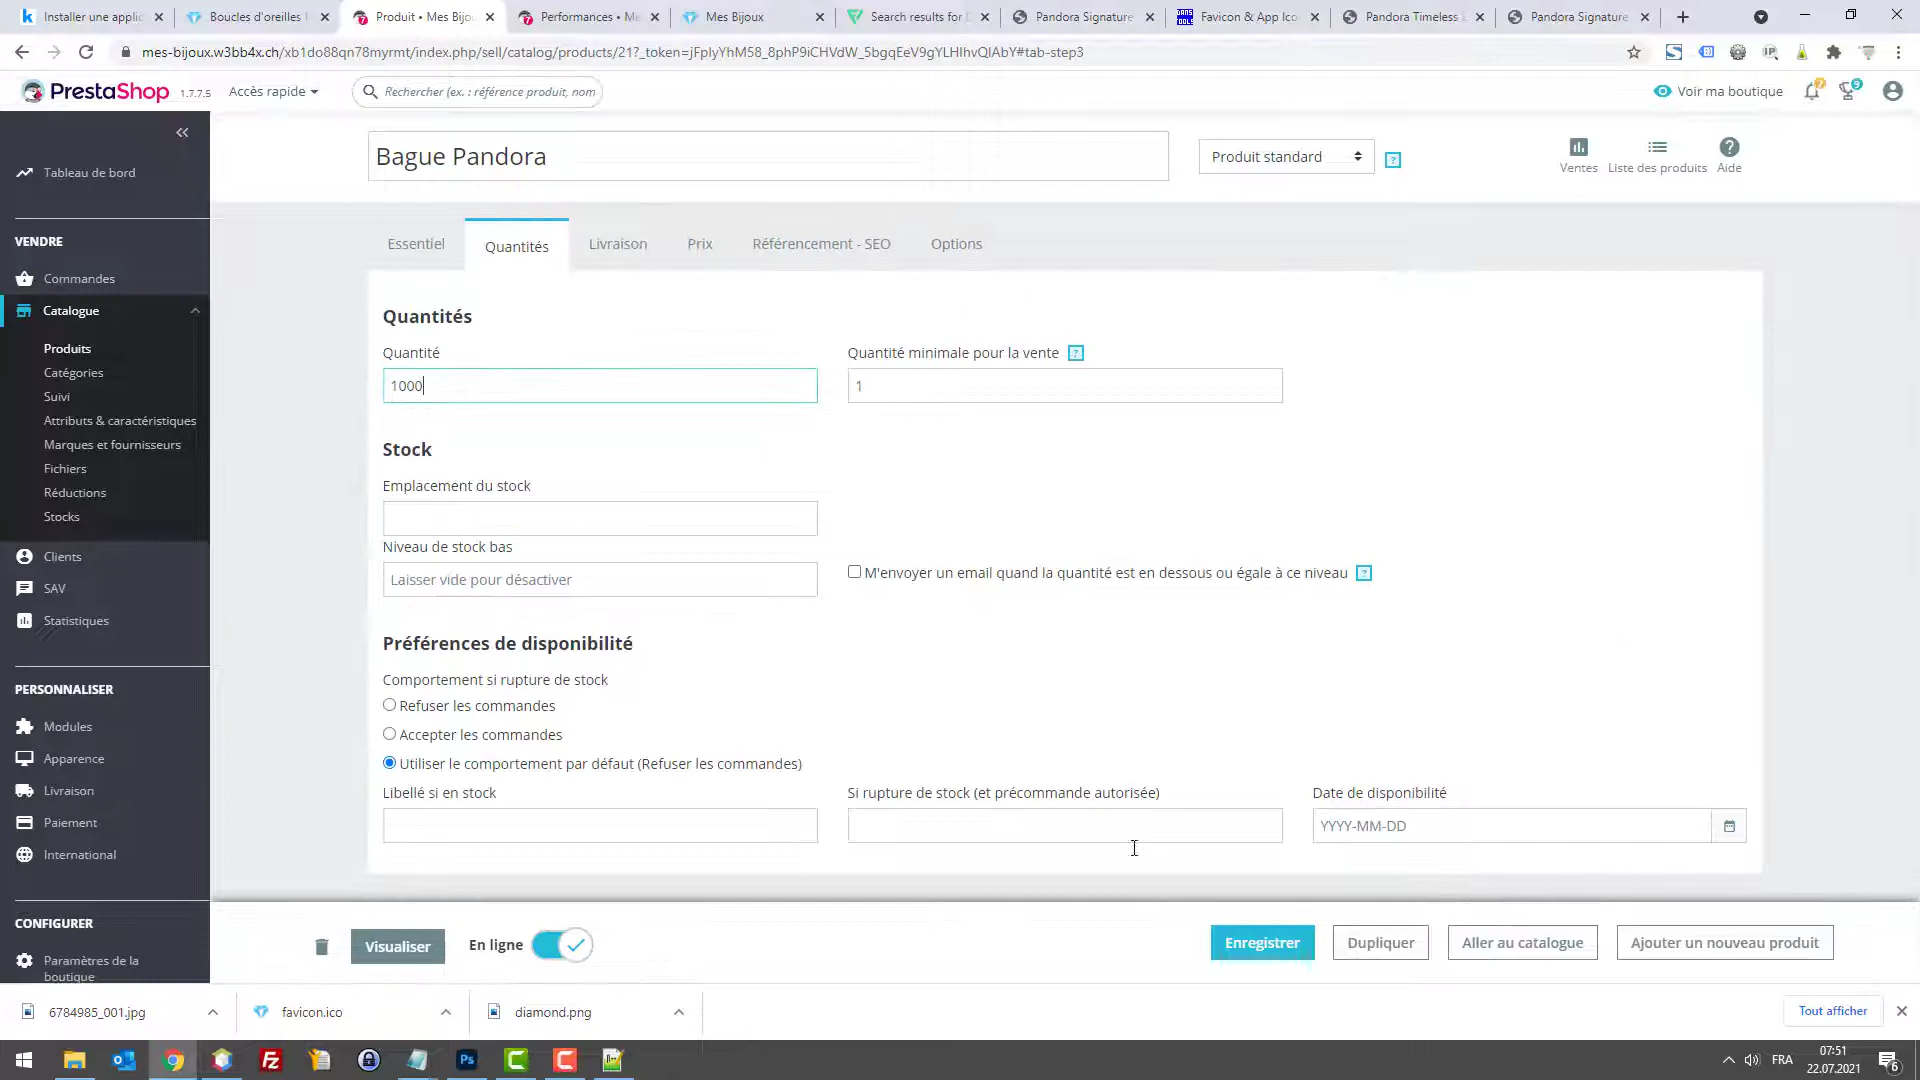 Installer une applic
Boucles d'oreilles
Produit • Mes Bijou
Performances • Me
Mes Bijoux
Search results for
Pandora Signature
Favicon & App Ico
Pandora Timeless
Pandora Signature
mes-bijoux.w3bb4x.ch/xb1do88qn78myrmt/index.php/sell/catalog/products/21?_token=jFpIyYhM58_8phP9iCHVdW_5bgqEeV9gYLHIhvQlAbY#tab-step3
PrestaShop 1.7.7.5
Accès rapide
Rechercher (ex. : référence produit, nom
Voir ma boutique
Tableau de bord
VENDRE
Commandes
Catalogue
Produits
Catégories
Suivi
Attributs & caractéristiques
Marques et fournisseurs
Fichiers
Réductions
Stocks
Clients
SAV
Statistiques
PERSONNALISER
Modules
Apparence
Livraison
Paiement
International
CONFIGURER
Paramètres de la
boutique
Bague Pandora
Produit standard
?
Ventes
Liste des produits
Aide
Essentiel
Quantités
Livraison
Prix
Référencement - SEO
Options
Quantités
Quantité
Quantité minimale pour la vente ?
1000
1
Stock
Emplacement du stock
Niveau de stock bas
Laisser vide pour désactiver
M'envoyer un email quand la quantité est en dessous ou égale à ce niveau ?
Préférences de disponibilité
Comportement si rupture de stock
Refuser les commandes
Accepter les commandes
Utiliser le comportement par défaut (Refuser les commandes)
Libellé si en stock
Si rupture de stock (et précommande autorisée)
Date de disponibilité
YYYY-MM-DD
Visualiser
En ligne
Enregistrer
Dupliquer
Aller au catalogue
Ajouter un nouveau produit
6784985_001.jpg
favicon.ico
diamond.png
Tout afficher
FRA
07:51
22.07.2021
6